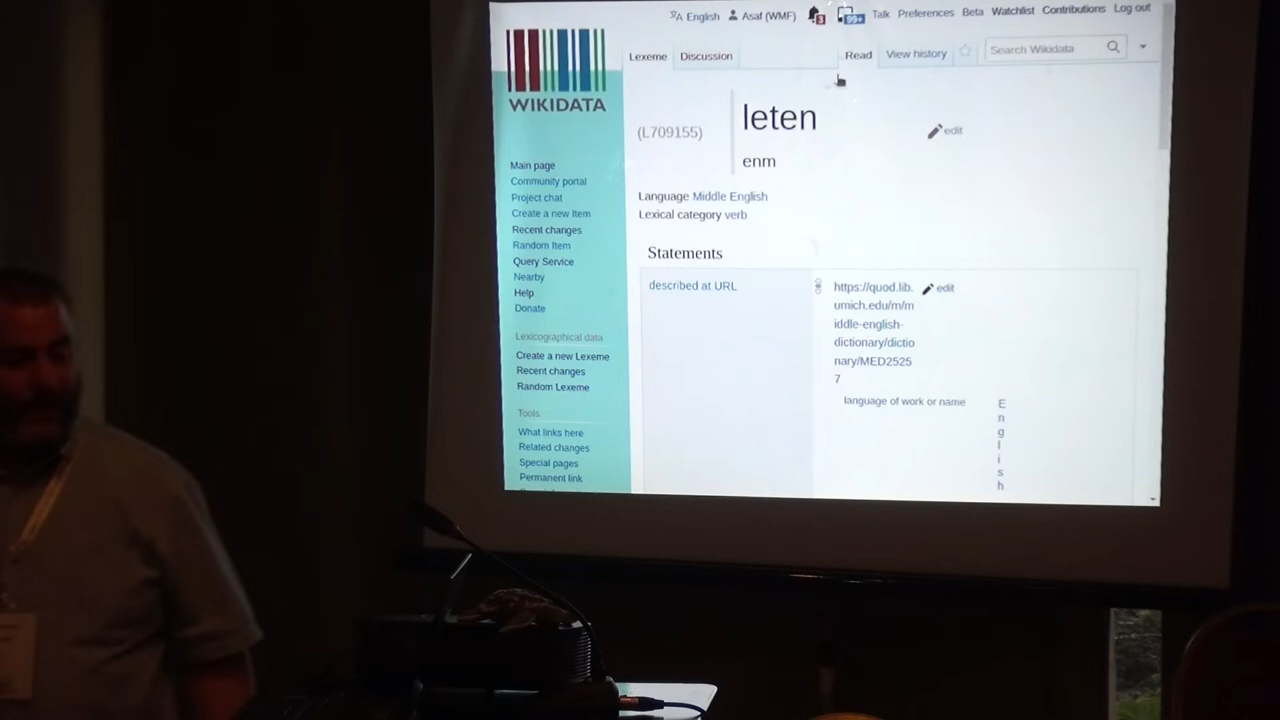 English Asaf (WMF) 3 99+ Talk Preferences Beta Watchlist Contributions Log out
Lexeme Discussion Read View history Search Wikidata
WIKIDATA
(L709155) leten edit
enm
Main page
Community portal
Project chat
Create a new Item
Recent changes
Random Item
Query Service
Nearby
Help
Donate
Lexicographical data
Create a new Lexeme
Recent changes
Random Lexeme
Tools
What links here
Related changes
Special pages
Permanent link
Language Middle English
Lexical category verb
Statements
described at URL
https://quod.lib. edit
umich.edu/m/m
iddle-english-
dictionary/dictio
nary/MED2525
7
language of work or name
E
n
g
l
i
s
h